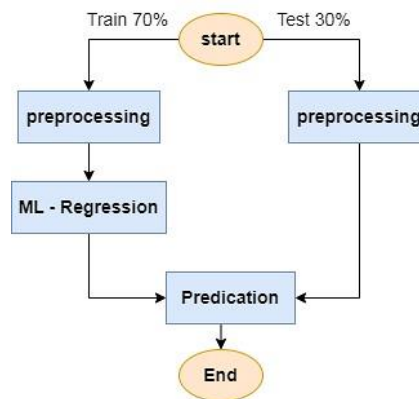 Train 70%
start
Test 30%
preprocessing
preprocessing
ML - Regression
Predication
End